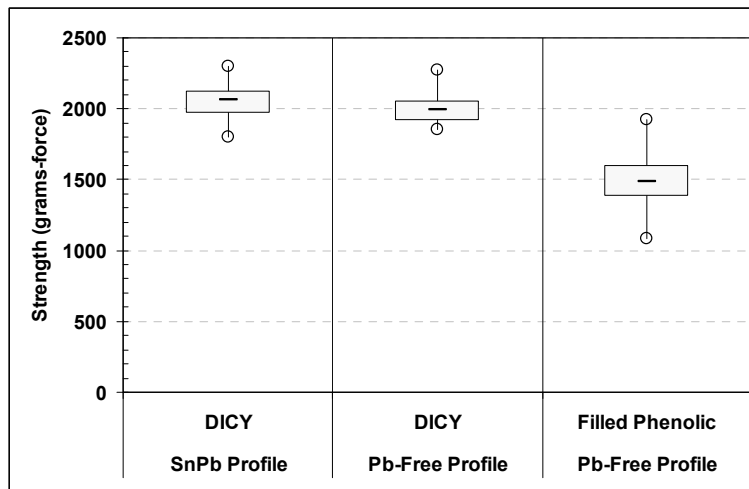 Strength (grams-force)
2500
2000
1500
1000
500
0
DICY
SnPb Profile
DICY
Pb-Free Profile
Filled Phenolic
Pb-Free Profile